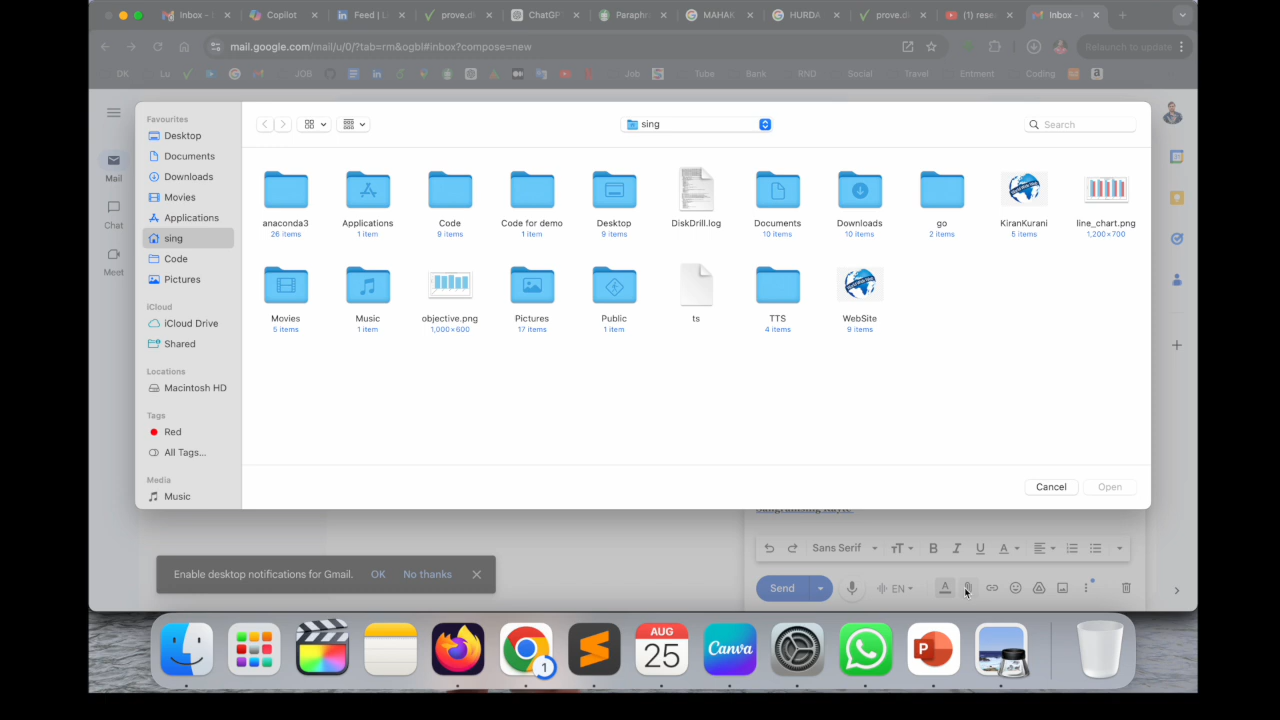 Inbox -
Copilot
Feed | Li
prove.di
ChatGP
Paraphr
MAHAK
HURDA
prove.di
(1) rese
Inbox -
mail.google.com/mail/u/0/?tab=rm&ogbl#inbox?compose=new
Relaunch to update
DK
Lu
JOB
Job
Tube
Bank
RND
Social
Travel
Entment
Coding
Mail
Chat
Meet
Favourites
Desktop
Documents
Downloads
Movies
Applications
sing
Code
Pictures
iCloud
iCloud Drive
Shared
Locations
Macintosh HD
Tags
Red
All Tags...
Media
Music
sing
Search
anaconda3
26 items
Applications
1 item
Code
9 items
Code for demo
1 item
Desktop
9 items
DiskDrill.log
Documents
10 items
Downloads
10 items
go
2 items
KiranKurani
5 items
line_chart.png
1,200×700
Movies
5 items
Music
1 item
objective.png
1,000×600
Pictures
17 items
Public
1 item
ts
TTS
4 items
WebSite
9 items
Cancel
Open
Sans Serif
Enable desktop notifications for Gmail.
OK
No thanks
Send
EN
AUG
25
Canva
1